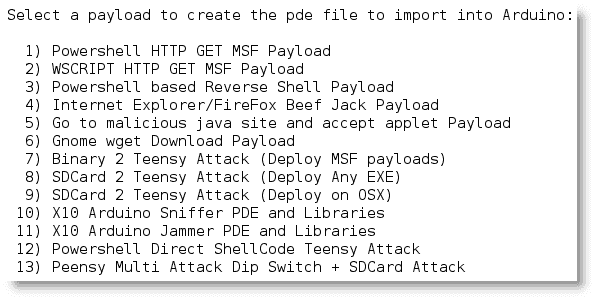 Select a payload to create the pde file to import into Arduino:
1) Powershell HTTP GET MSF Payload
2) WSCRIPT HTTP GET MSF Payload
3) Powershell based Reverse Shell Payload
4) Internet Explorer/FireFox Beef Jack Payload
5) Go to malicious java site and accept applet Payload
6) Gnome wget Download Payload
7) Binary 2 Teensy Attack (Deploy MSF payloads)
8) SDCard 2 Teensy Attack (Deploy Any EXE)
9) SDCard 2 Teensy Attack (Deploy on OSX)
10) X10 Arduino Sniffer PDE and Libraries
11) X10 Arduino Jammer PDE and Libraries
12) Powershell Direct ShellCode Teensy Attack
13) Peensy Multi Attack Dip Switch + SDCard Attack